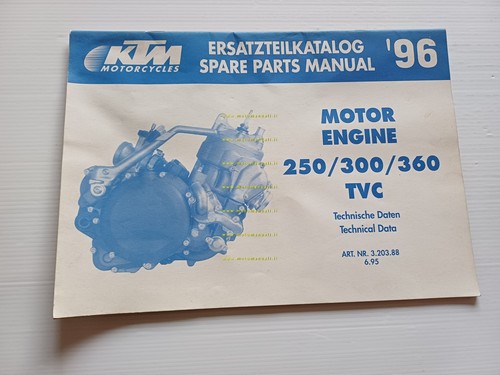 KTM
MOTORCYCLES
ERSATZTEILKATALOG
SPARE PARTS MANUAL
'96
MOTOR
ENGINE
250/300/360
TVC
Technische Daten
Technical Data
ART. NR. 3.203.88
6.95